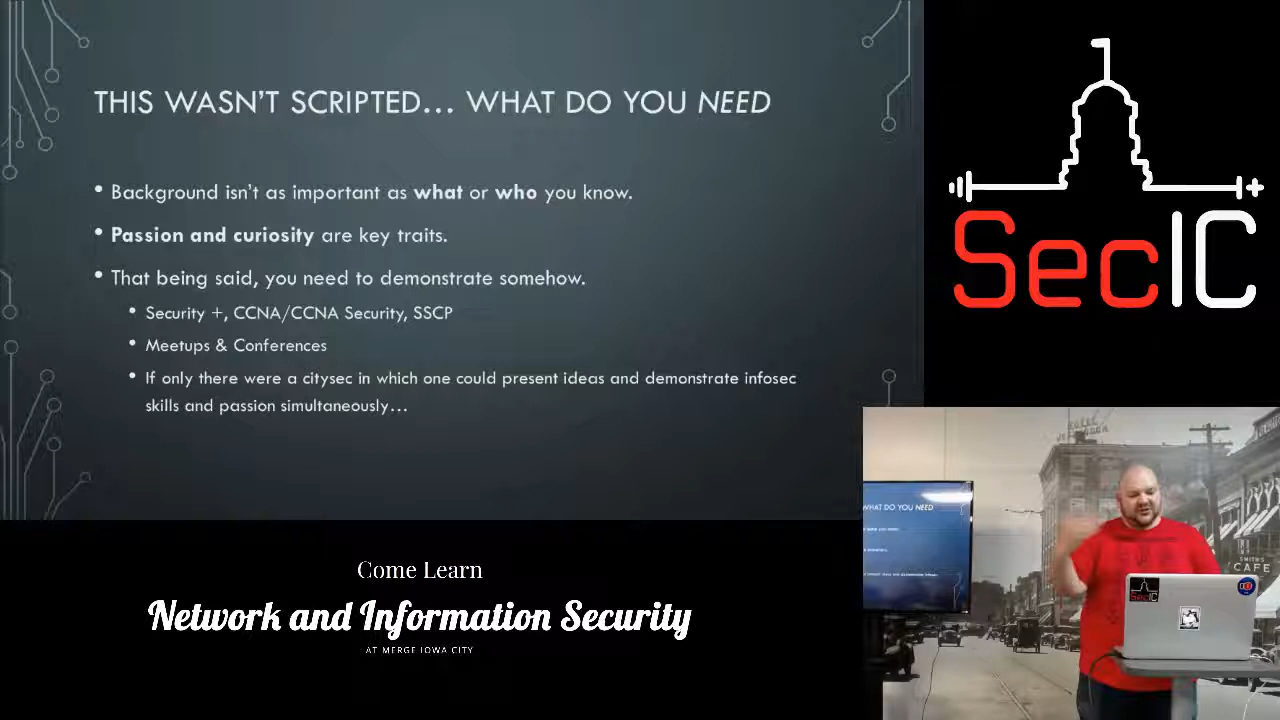 THIS WASN'T SCRIPTED... WHAT DO YOU NEED
• Background isn't as important as what or who you know.
• Passion and curiosity are key traits.
• That being said, you need to demonstrate somehow.
• Security +, CCNA/CCNA Security, SSCP
• Meetups & Conferences
• If only there were a citysec in which one could present ideas and demonstrate infosec
skills and passion simultaneously...
SecIC
Come Learn
Network and Information Security
AT MERGE IOWA CITY
WHAT DO YOU NEED
SMITH'S
CAFE
SecIC